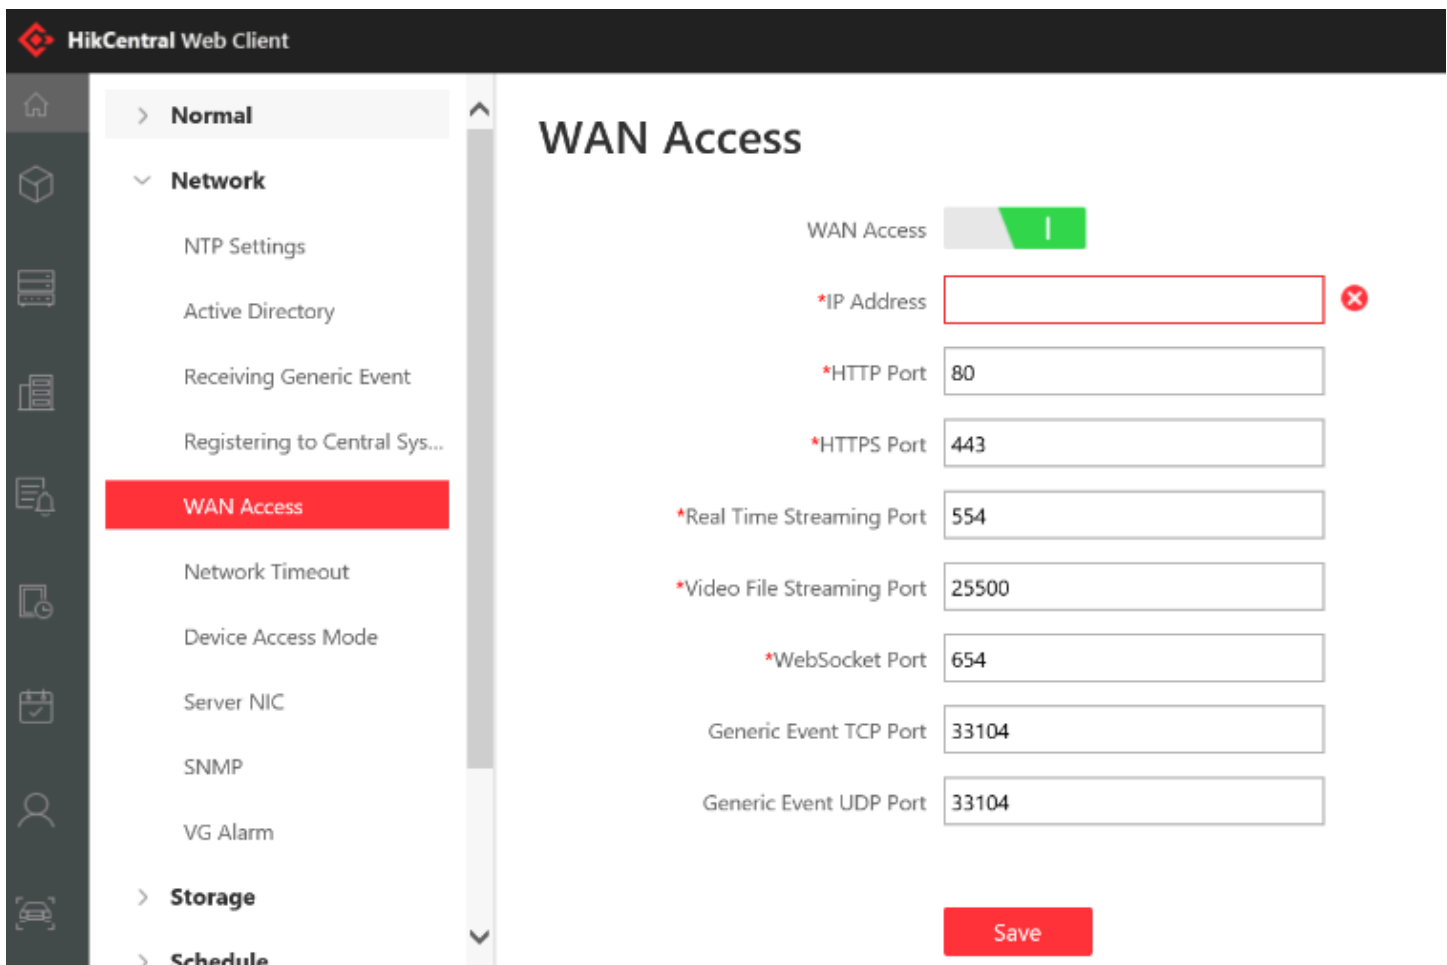 HikCentral Web Client
Normal
Network
NTP Settings
Active Directory
Receiving Generic Event
Registering to Central Sys...
WAN Access
Network Timeout
Device Access Mode
Server NIC
SNMP
VG Alarm
Storage
Schedule
WAN Access
WAN Access
*IP Address
*HTTP Port 80
*HTTPS Port 443
*Real Time Streaming Port 554
*Video File Streaming Port 25500
*WebSocket Port 654
Generic Event TCP Port 33104
Generic Event UDP Port 33104
Save